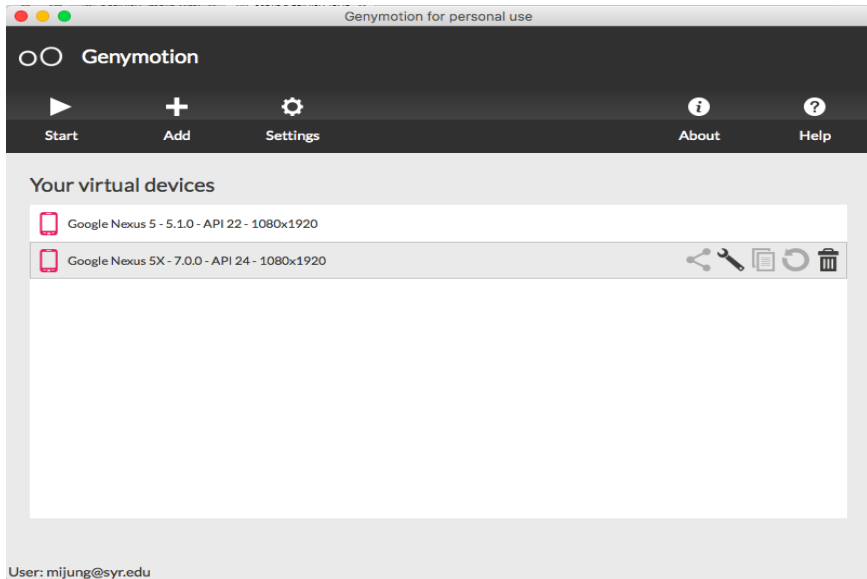 Genymotion for personal use
Genymotion
Start Add Settings About Help
Your virtual devices
Google Nexus 5 - 5.1.0 - API 22 - 1080x1920
Google Nexus 5X - 7.0.0 - API 24 - 1080x1920
User: mijung@syr.edu